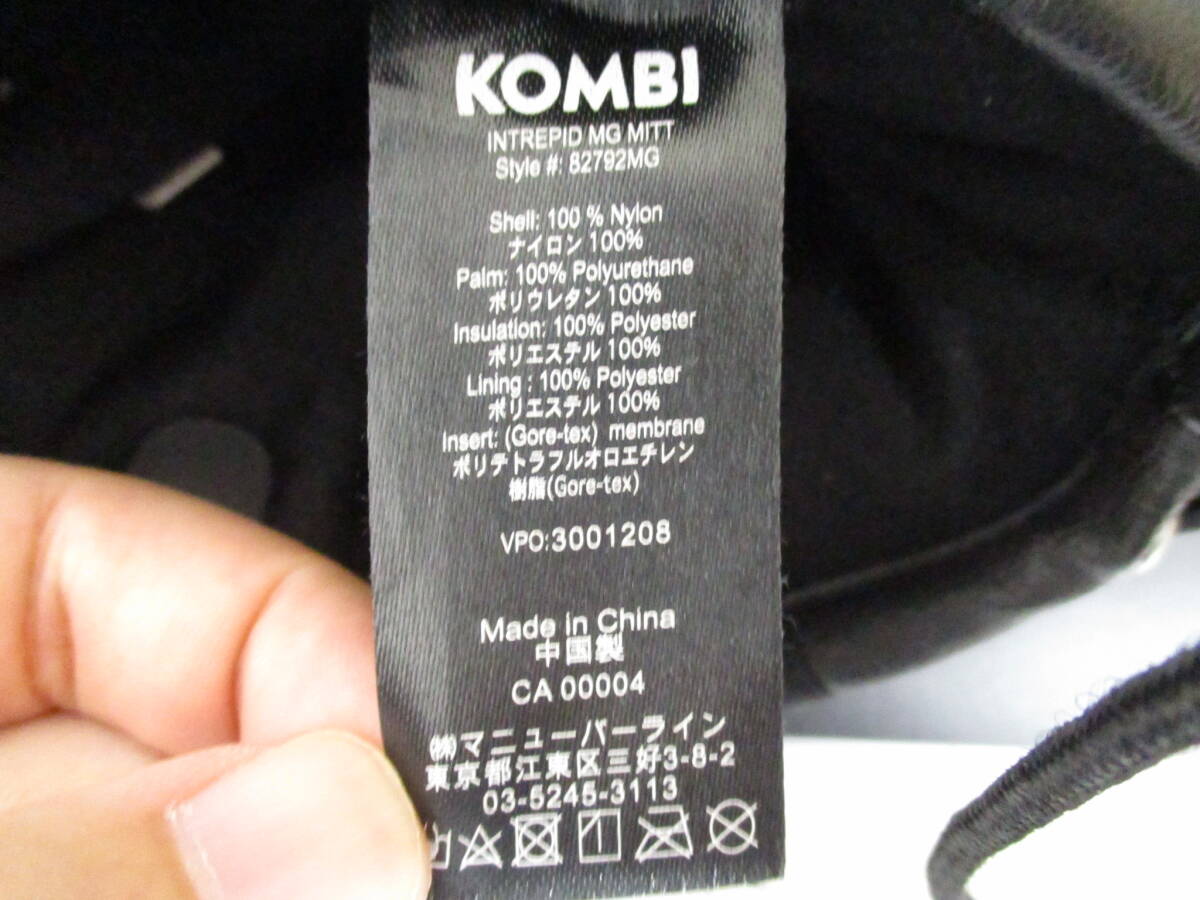 KOMBI
INTREPID MG MITT
Style #: 82792MG
Shell: 100 % Nylon
ナイロン 100%
Palm: 100% Polyurethane
ポリウレタン 100%
Insulation: 100% Polyester
ポリエステル 100%
Lining : 100% Polyester
ポリエステル 100%
Insert: (Gore-tex) membrane
ポリテトラフルオロエチレン
樹脂(Gore-tex)
VPO:3001208
Made in China
中国製
CA 00004
㈱マニューバーライン
東京都江東区三好3-8-2
03-5245-3113